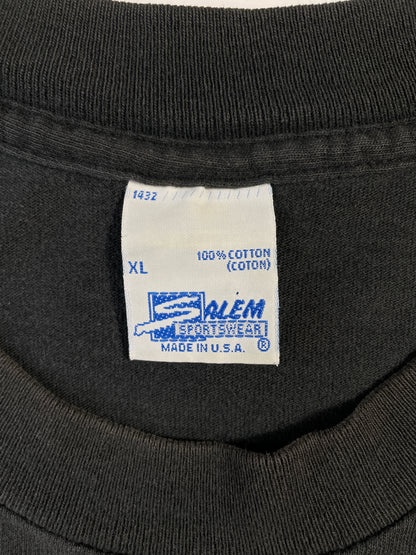 1432 / / / / / / / / / /
100% COTTON
XL (COTON)
SALEM
SPORTSWEAR
MADE IN U.S.A. ®